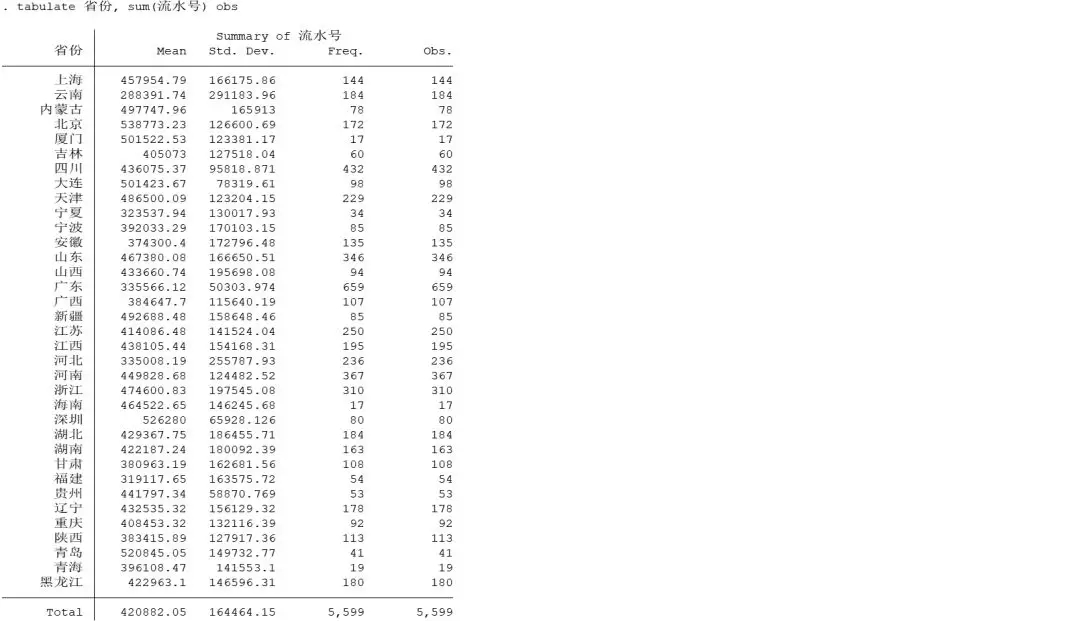 . tabulate 省份, sum(流水号) obs
Summary of 流水号
省份 Mean Std. Dev. Freq. Obs.
上海 457954.79 166175.86 144 144
云南 288391.74 291183.96 184 184
内蒙古 497747.96 165913 78 78
北京 538773.23 126600.69 172 172
厦门 501522.53 123381.17 17 17
吉林 405073 127518.04 60 60
四川 436075.37 95818.871 432 432
大连 501423.67 78319.61 98 98
天津 486500.09 123204.15 229 229
宁夏 323537.94 130017.93 34 34
宁波 392033.29 170103.15 85 85
安徽 374300.4 172796.48 135 135
山东 467380.08 166650.51 346 346
山西 433660.74 195698.08 94 94
广东 335566.12 50303.974 659 659
广西 384647.7 115640.19 107 107
新疆 492688.48 158648.46 85 85
江苏 414086.48 141524.04 250 250
江西 438105.44 154168.31 195 195
河北 335008.19 255787.93 236 236
河南 449828.68 124482.52 367 367
浙江 474600.83 197545.08 310 310
海南 464522.65 146245.68 17 17
深圳 526280 65928.126 80 80
湖北 429367.75 186455.71 184 184
湖南 422187.24 180092.39 163 163
甘肃 380963.19 162681.56 108 108
福建 319117.65 163575.72 54 54
贵州 441797.34 58870.769 53 53
辽宁 432535.32 156129.32 178 178
重庆 408453.32 132116.39 92 92
陕西 383415.89 127917.36 113 113
青岛 520845.05 149732.77 41 41
青海 396108.47 141553.1 19 19
黑龙江 422963.1 146596.31 180 180
Total 420882.05 164464.15 5,599 5,599